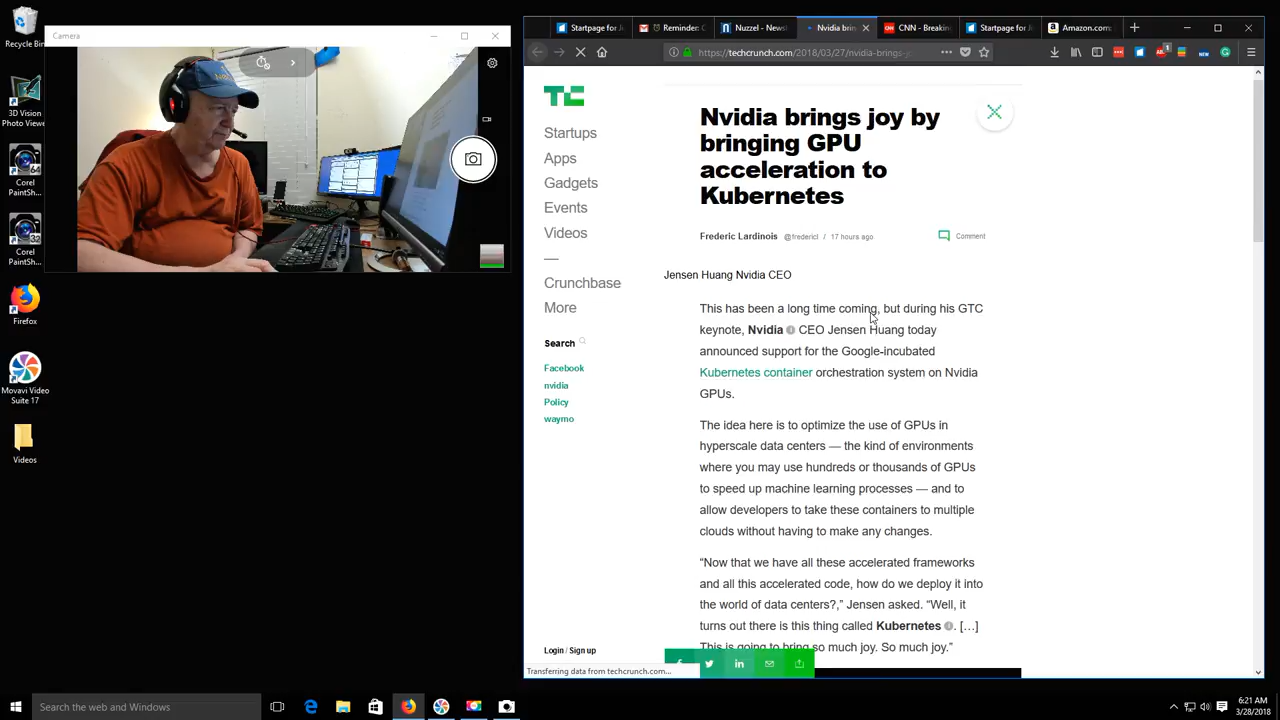 Recycle Bin
3D Vision
Photo Viewer
Corel
PaintSh...
Corel
PaintSh...
Firefox
Movavi Video
Suite 17
Videos
Camera
Startpage for J
Reminder: C
Nuzzel - News
Nvidia brin
CNN - Breaking
Startpage for J
Amazon.com:
https://techcrunch.com/2018/03/27/nvidia-brings-j
Startups
Apps
Gadgets
Events
Videos
—
Crunchbase
More
Search
Facebook
nvidia
Policy
waymo
Login / Sign up
Nvidia brings joy by
bringing GPU
acceleration to
Kubernetes
Frederic Lardinois @fredericl / 17 hours ago
Comment
Jensen Huang Nvidia CEO
This has been a long time coming, but during his GTC
keynote, Nvidia CEO Jensen Huang today
announced support for the Google-incubated
Kubernetes container orchestration system on Nvidia
GPUs.
The idea here is to optimize the use of GPUs in
hyperscale data centers — the kind of environments
where you may use hundreds or thousands of GPUs
to speed up machine learning processes — and to
allow developers to take these containers to multiple
clouds without having to make any changes.
“Now that we have all these accelerated frameworks
and all this accelerated code, how do we deploy it into
the world of data centers?,” Jensen asked. “Well, it
turns out there is this thing called Kubernetes . […]
This is going to bring so much joy. So much joy.”
Transferring data from techcrunch.com...
Search the web and Windows
6:21 AM
3/28/2018